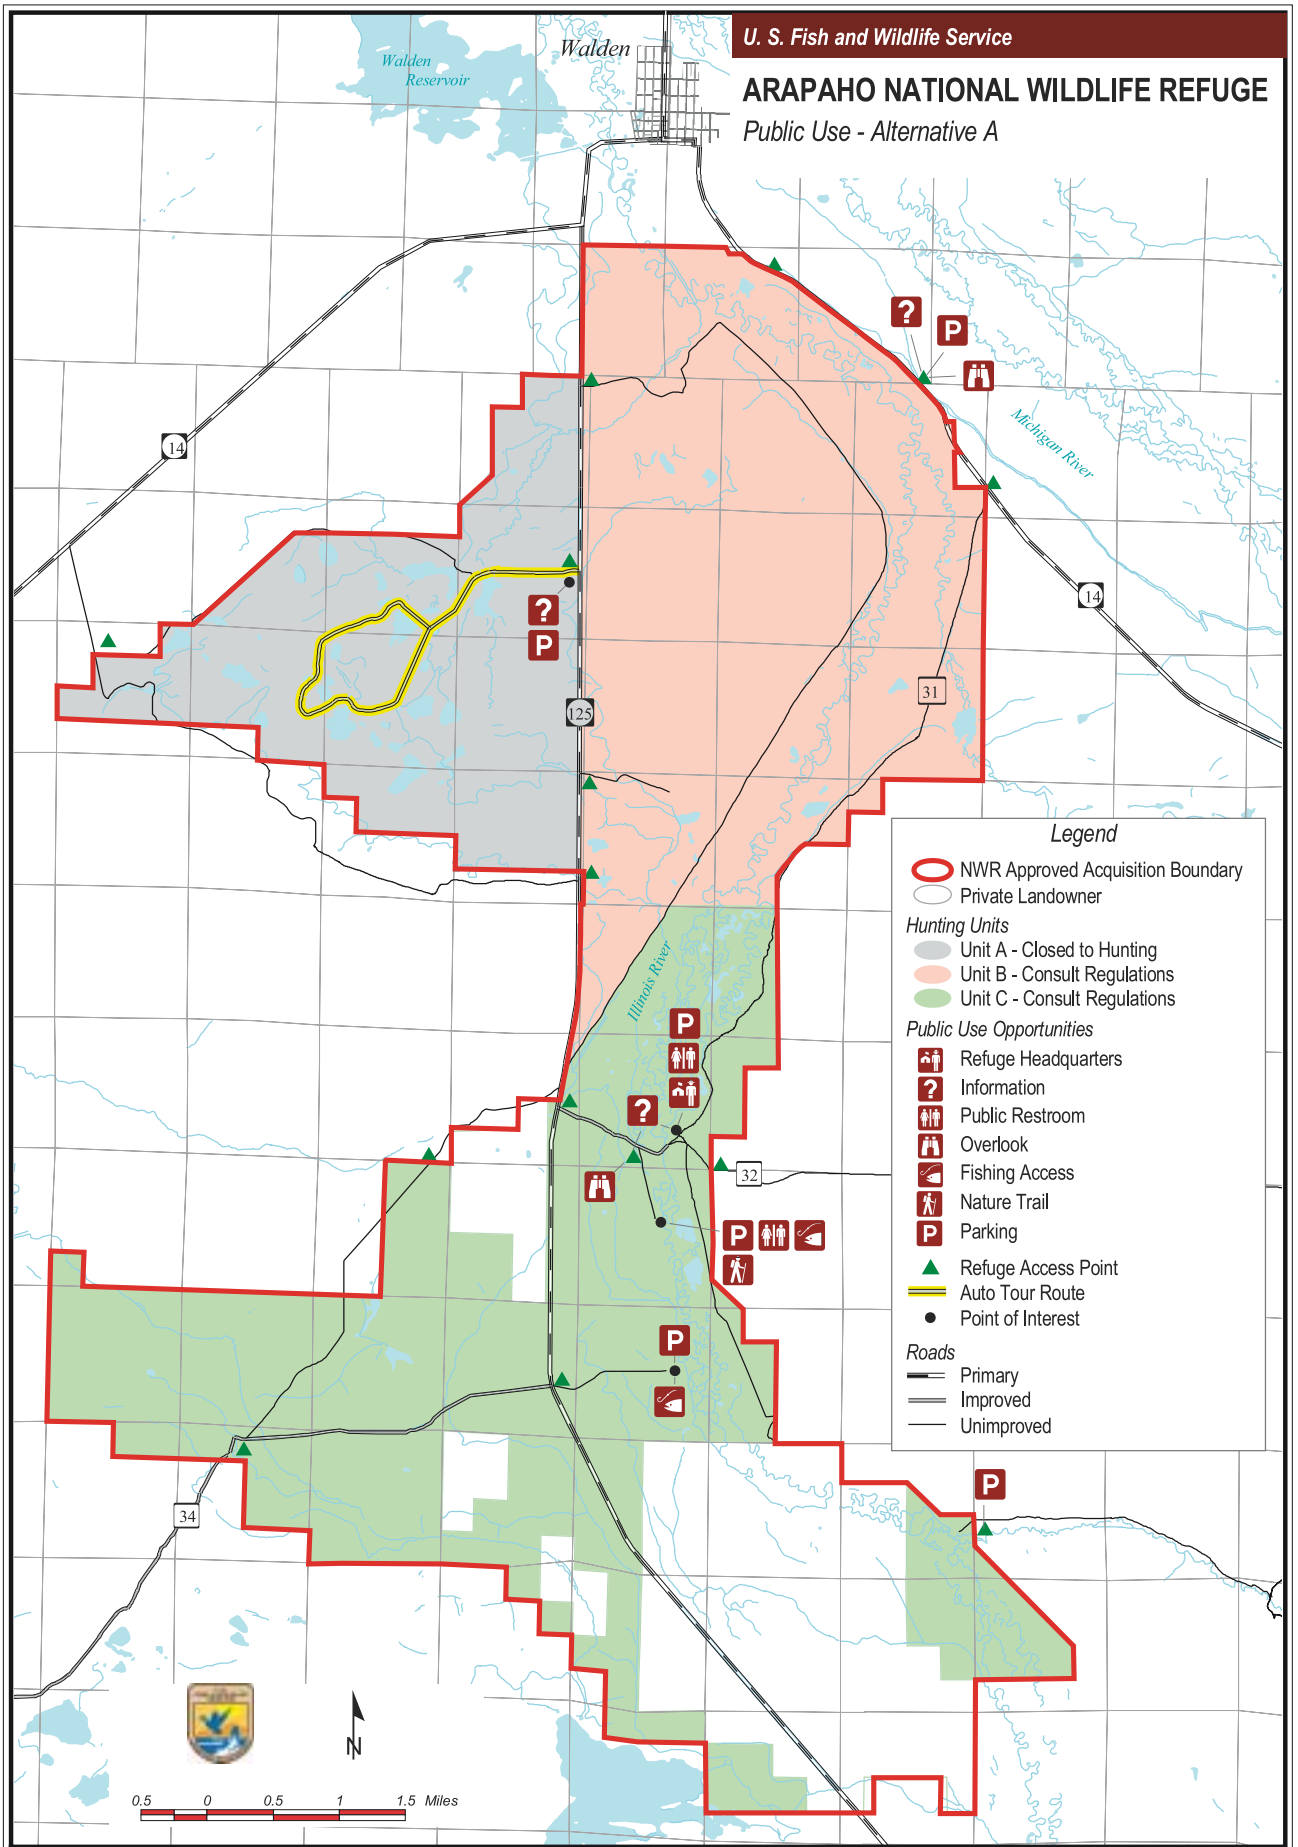 U. S. Fish and Wildlife Service
ARAPAHO NATIONAL WILDLIFE REFUGE
Public Use - Alternative A
Walden
Walden
Reservoir
?
P
Michigan River
14
14
?
P
31
125
Legend
NWR Approved Acquisition Boundary
Private Landowner
Hunting Units
Unit A - Closed to Hunting
Unit B - Consult Regulations
Unit C - Consult Regulations
Public Use Opportunities
Refuge Headquarters
? Information
Public Restroom
Overlook
Fishing Access
Nature Trail
P Parking
Refuge Access Point
Auto Tour Route
Point of Interest
Roads
Primary
Improved
Unimproved
Illinois River
P
?
32
P
P
P
34
N
0.5 0 0.5 1 1.5 Miles